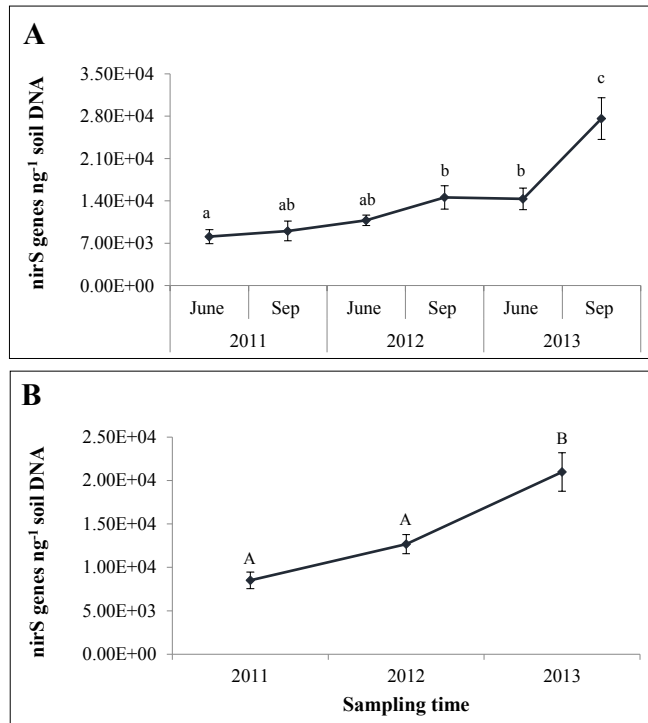 A
nirS genes ng⁻¹ soil DNA
3.50E+04
2.80E+04
2.10E+04
1.40E+04
7.00E+03
0.00E+00
a
ab
ab
b
b
c
June Sep June Sep June Sep
2011 2012 2013
B
nirS genes ng⁻¹ soil DNA
2.50E+04
2.00E+04
1.50E+04
1.00E+04
5.00E+03
0.00E+00
A
A
B
2011 2012 2013
Sampling time